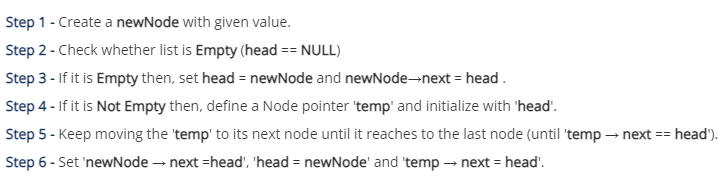 Step 1 - Create a newNode with given value.
Step 2 - Check whether list is Empty (head == NULL)
Step 3 - If it is Empty then, set head = newNode and newNode→next = head .
Step 4 - If it is Not Empty then, define a Node pointer 'temp' and initialize with 'head'.
Step 5 - Keep moving the 'temp' to its next node until it reaches to the last node (until 'temp → next == head').
Step 6 - Set 'newNode → next =head', 'head = newNode' and 'temp → next = head'.